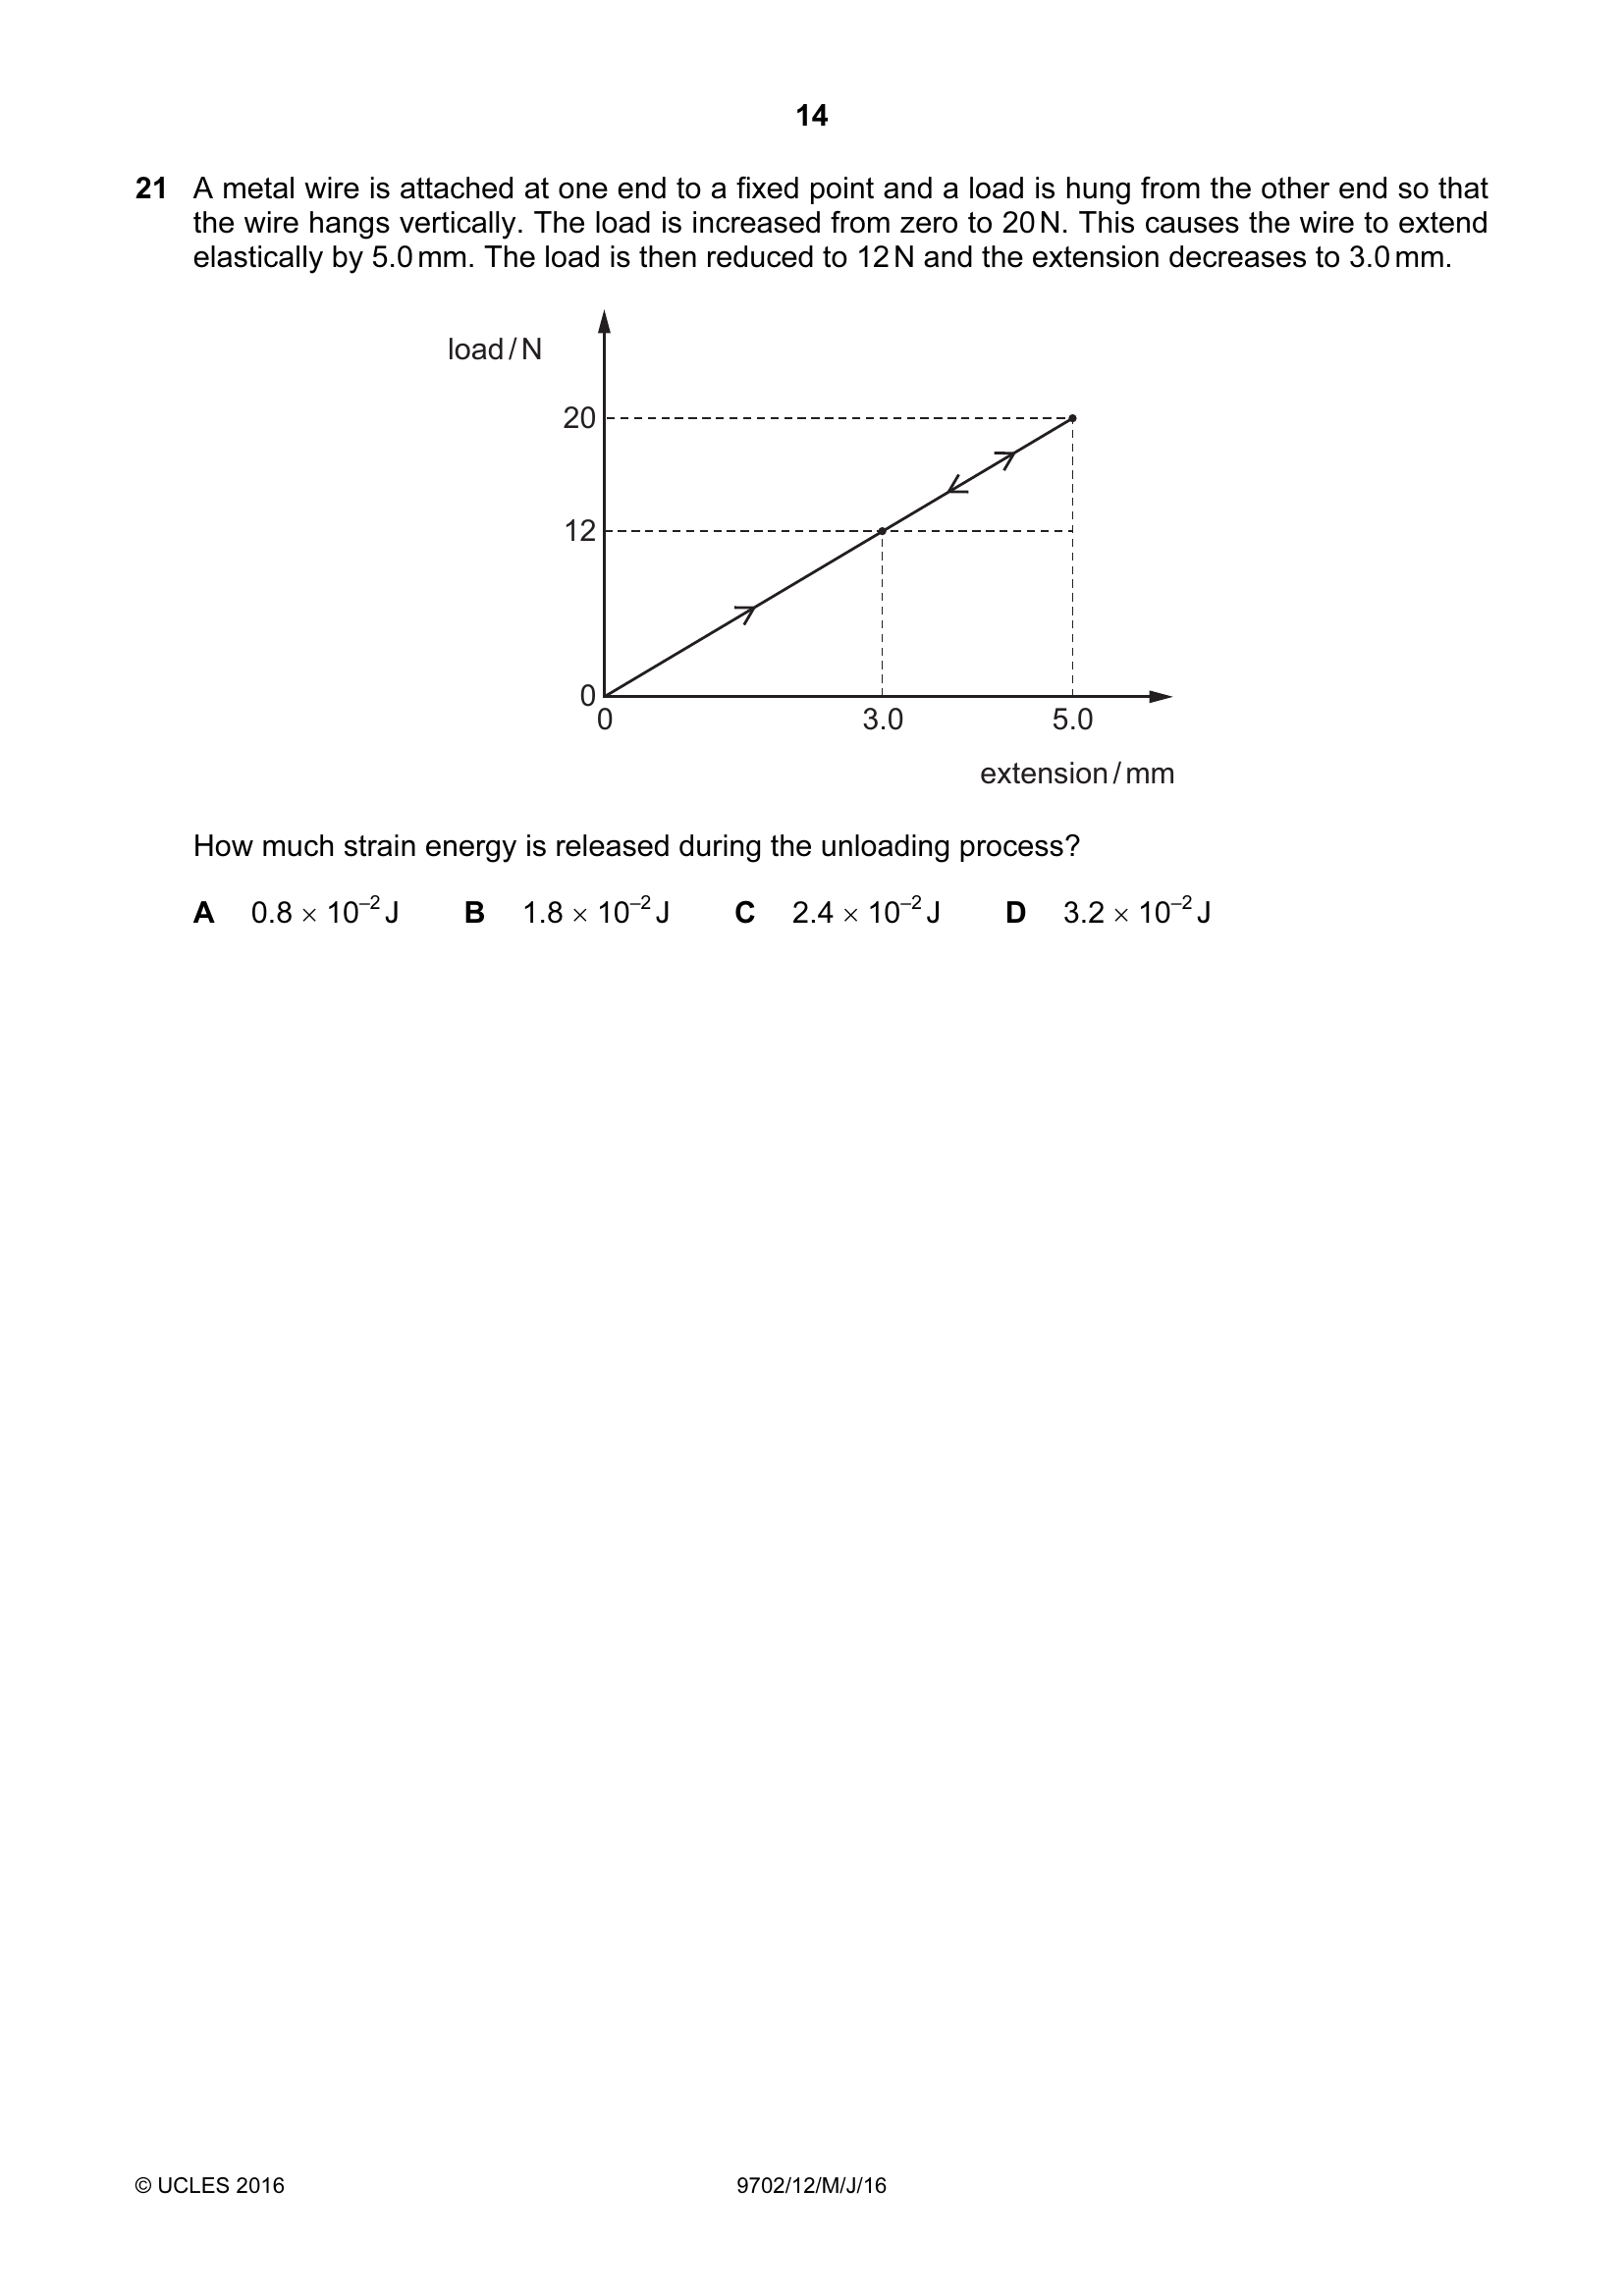 14
21 A metal wire is attached at one end to a fixed point and a load is hung from the other end so that
the wire hangs vertically. The load is increased from zero to 20 N. This causes the wire to extend
elastically by 5.0 mm. The load is then reduced to 12 N and the extension decreases to 3.0 mm.
load / N
20
12
0
0 3.0 5.0
extension / mm
How much strain energy is released during the unloading process?
A 0.8 × 10⁻² J B 1.8 × 10⁻² J C 2.4 × 10⁻² J D 3.2 × 10⁻² J
© UCLES 2016 9702/12/M/J/16